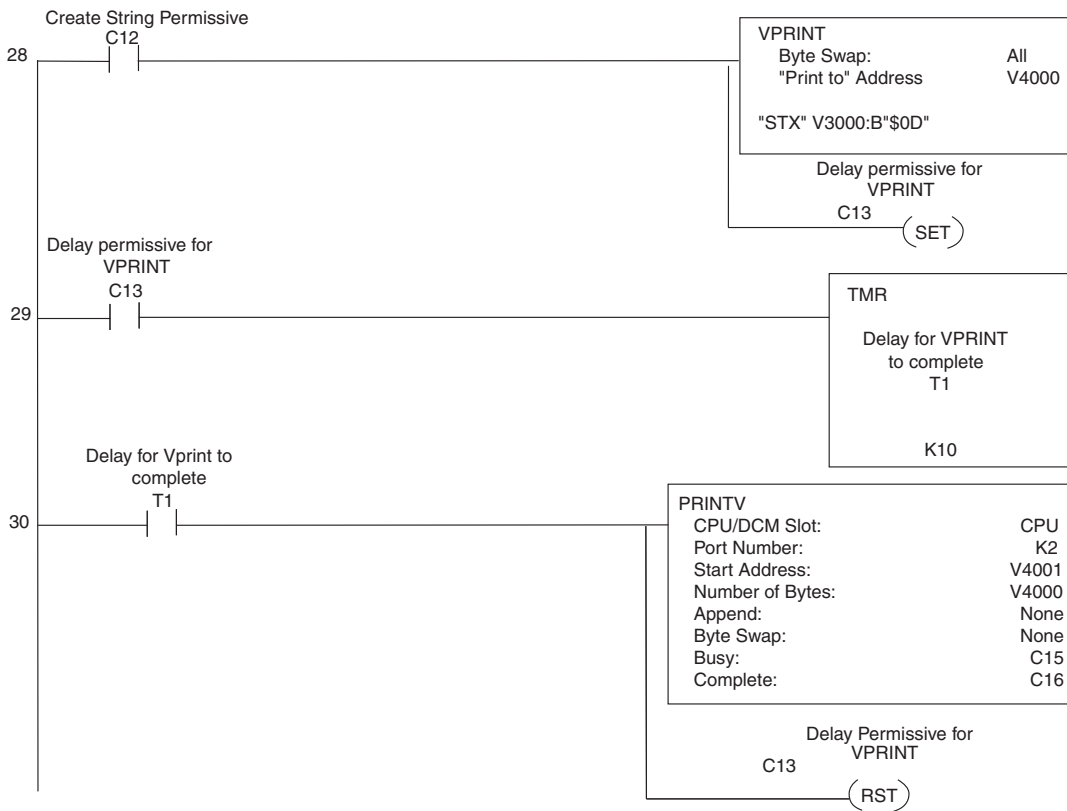 Create String Permissive
C12
28
VPRINT
Byte Swap: All
"Print to" Address V4000
"STX" V3000:B"$0D"
Delay permissive for
VPRINT
C13
SET
Delay permissive for
VPRINT
C13
29
TMR
Delay for VPRINT
to complete
T1
K10
Delay for Vprint to
complete
T1
30
PRINTV
CPU/DCM Slot: CPU
Port Number: K2
Start Address: V4001
Number of Bytes: V4000
Append: None
Byte Swap: None
Busy: C15
Complete: C16
Delay Permissive for
VPRINT
C13
RST